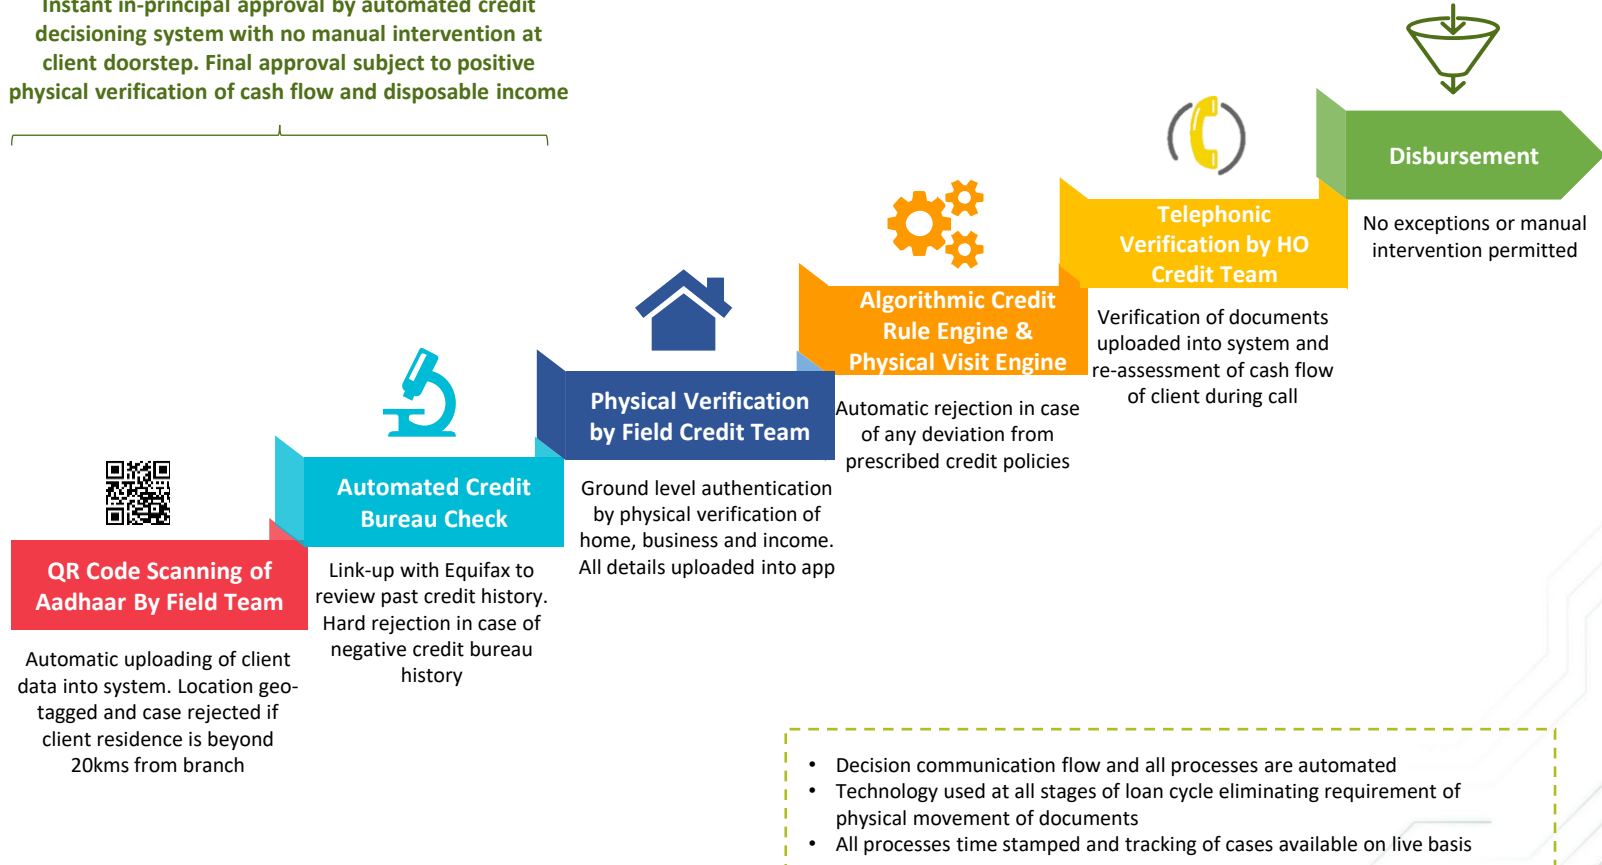 Instant in-principal approval by automated credit
decisioning system with no manual intervention at
client doorstep. Final approval subject to positive
physical verification of cash flow and disposable income
QR Code Scanning of
Aadhaar By Field Team
Automatic uploading of client
data into system. Location geo-
tagged and case rejected if
client residence is beyond
20kms from branch
Automated Credit
Bureau Check
Link-up with Equifax to
review past credit history.
Hard rejection in case of
negative credit bureau
history
Physical Verification
by Field Credit Team
Ground level authentication
by physical verification of
home, business and income.
All details uploaded into app
Algorithmic Credit
Rule Engine &
Physical Visit Engine
Automatic rejection in case
of any deviation from
prescribed credit policies
Telephonic
Verification by HO
Credit Team
Verification of documents
uploaded into system and
re-assessment of cash flow
of client during call
Disbursement
No exceptions or manual
intervention permitted
• Decision communication flow and all processes are automated
• Technology used at all stages of loan cycle eliminating requirement of
physical movement of documents
• All processes time stamped and tracking of cases available on live basis